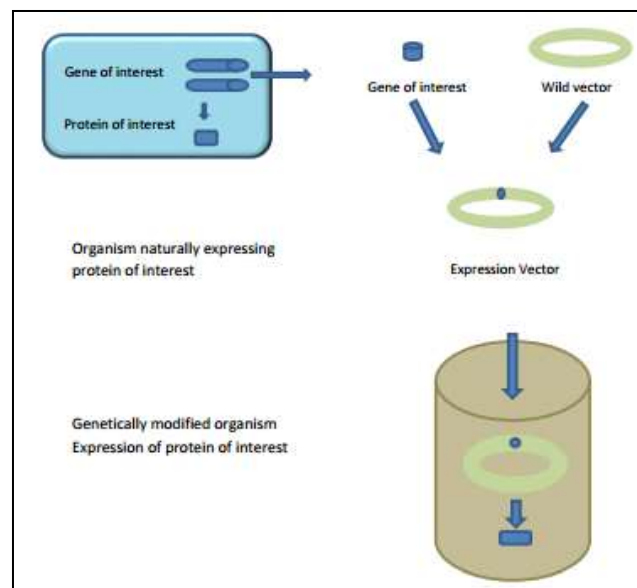 Gene of interest
Protein of interest
Gene of interest
Wild vector
Organism naturally expressing
protein of interest
Expression Vector
Genetically modified organism
Expression of protein of interest